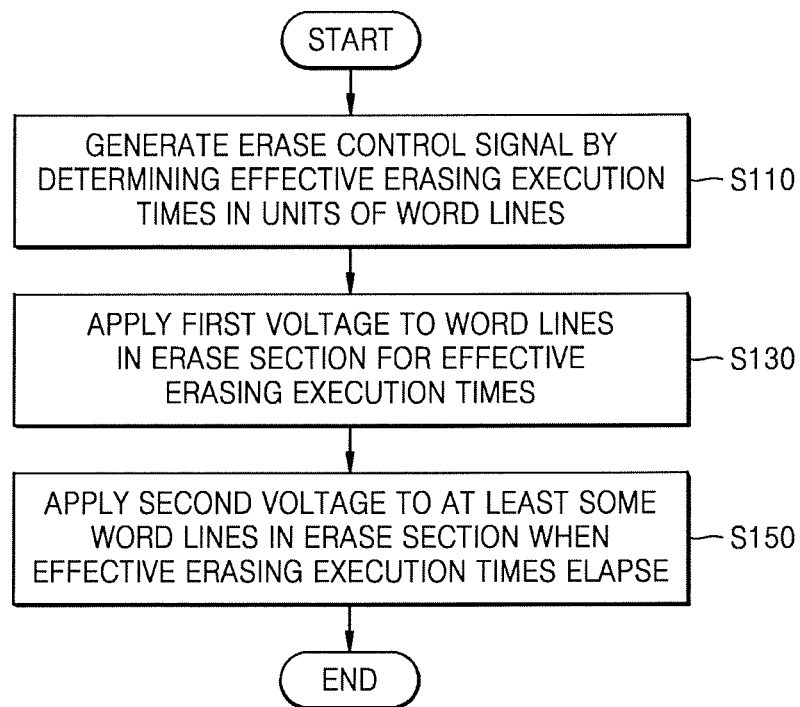 START
GENERATE ERASE CONTROL SIGNAL BY
DETERMINING EFFECTIVE ERASING EXECUTION
TIMES IN UNITS OF WORD LINES
S110
APPLY FIRST VOLTAGE TO WORD LINES
IN ERASE SECTION FOR EFFECTIVE
ERASING EXECUTION TIMES
S130
APPLY SECOND VOLTAGE TO AT LEAST SOME
WORD LINES IN ERASE SECTION WHEN
EFFECTIVE ERASING EXECUTION TIMES ELAPSE
S150
END